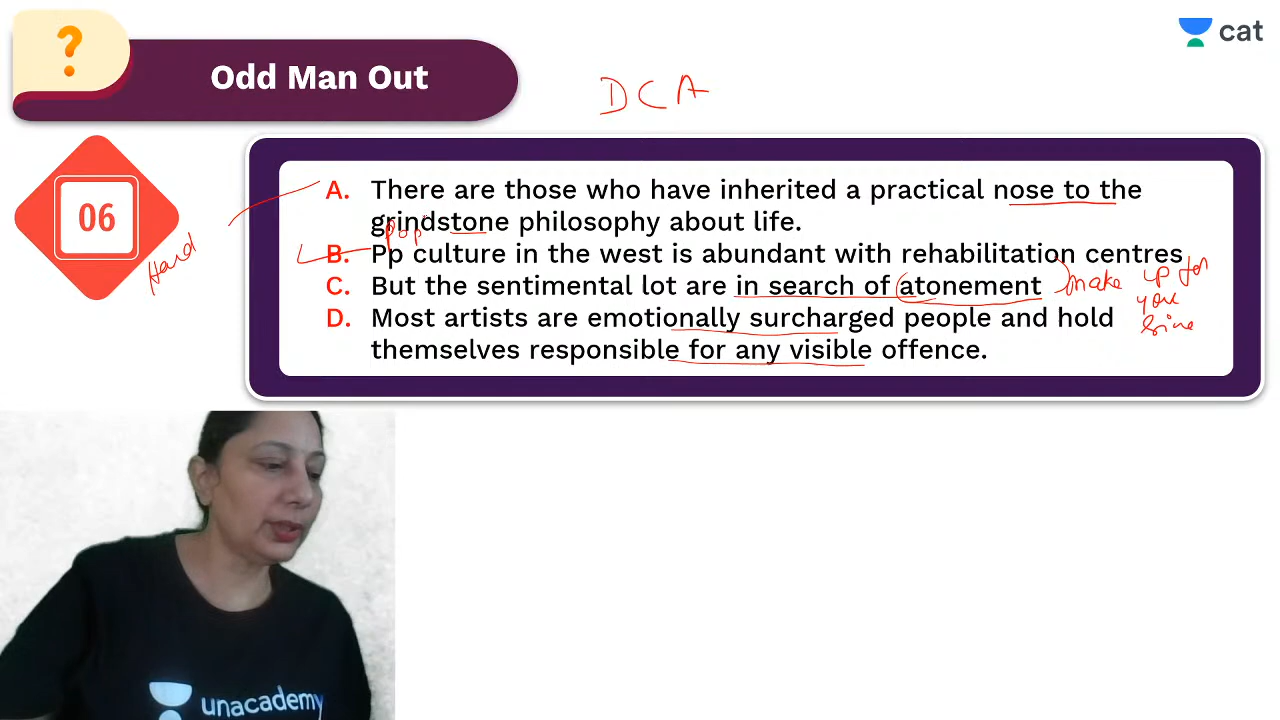 ?
cat
Odd Man Out
DCA
06
A. There are those who have inherited a practical nose to the
grindstone philosophy about life.
Hard
pop
B. Pp culture in the west is abundant with rehabilitation centres
C. But the sentimental lot are in search of atonement
make up for
your
sins
D. Most artists are emotionally surcharged people and hold
themselves responsible for any visible offence.
unacademy